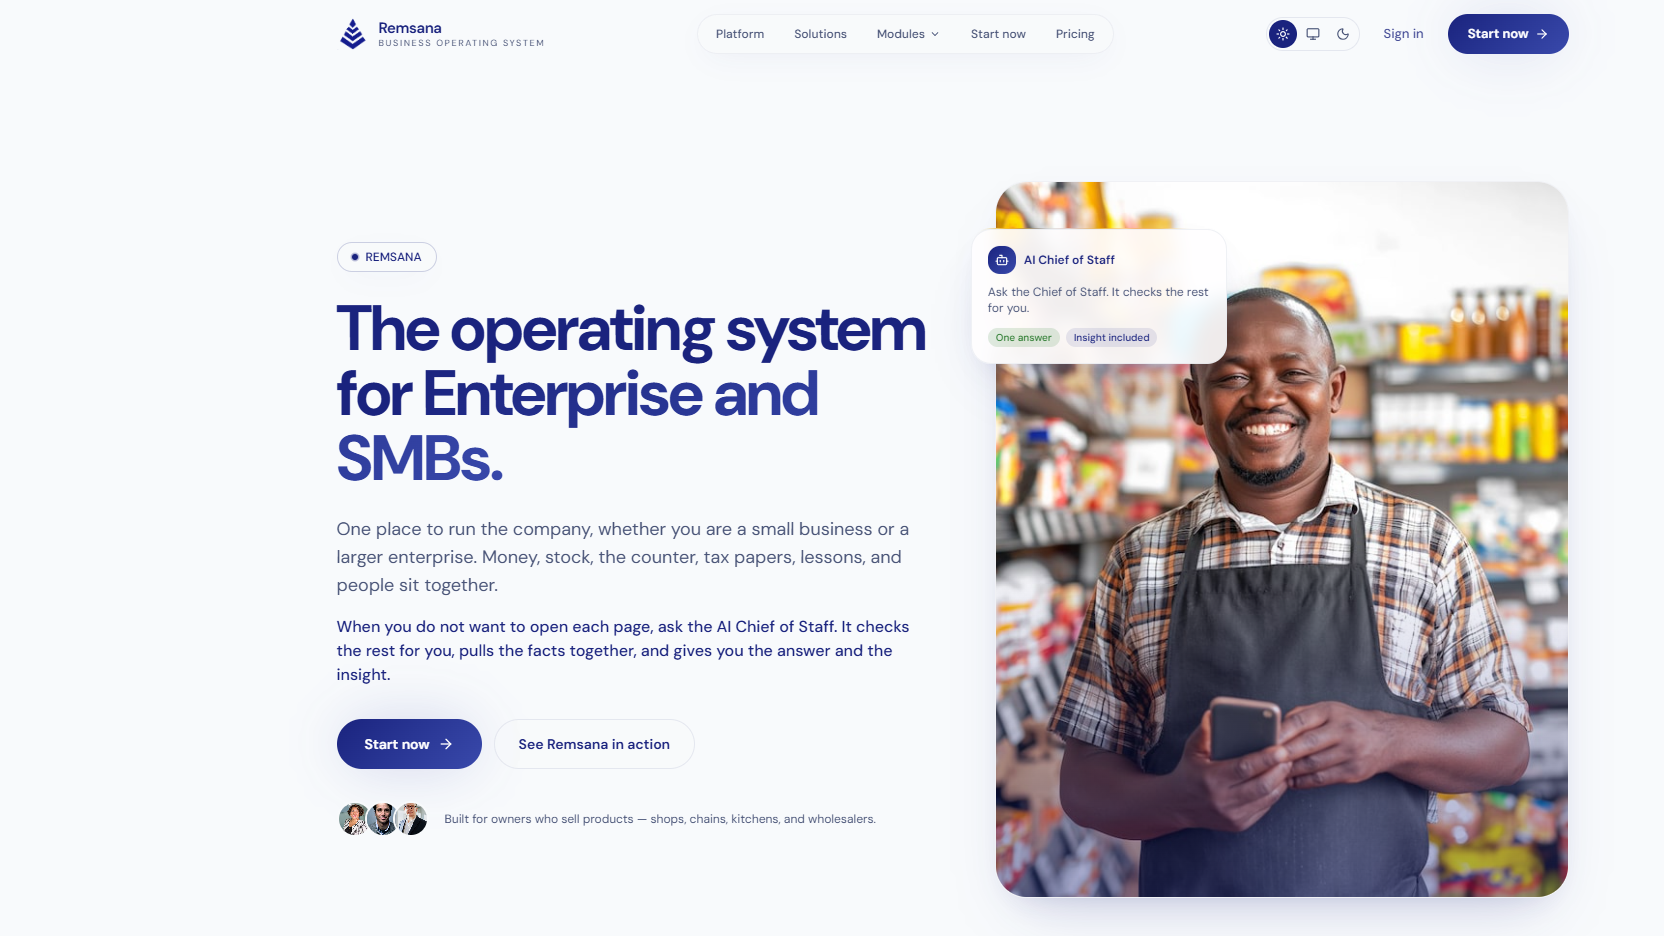 Remsana
BUSINESS OPERATING SYSTEM
Platform
Solutions
Modules
Start now
Pricing
Sign in
Start now
REMSANA
The operating system
for Enterprise and
SMBs.
One place to run the company, whether you are a small business or a
larger enterprise. Money, stock, the counter, tax papers, lessons, and
people sit together.
When you do not want to open each page, ask the AI Chief of Staff. It checks
the rest for you, pulls the facts together, and gives you the answer and the
insight.
Start now
See Remsana in action
Built for owners who sell products — shops, chains, kitchens, and wholesalers.
AI Chief of Staff
Ask the Chief of Staff. It checks the rest
for you.
One answer
Insight included